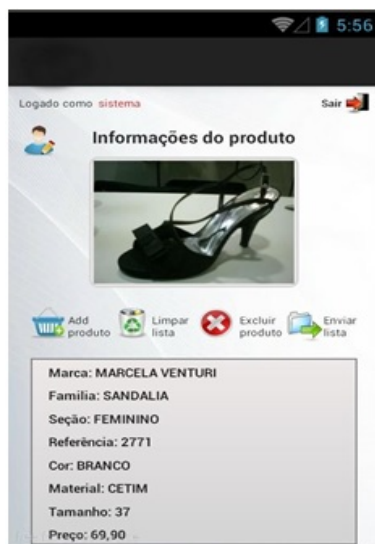 5:56
Logado como sistema
Sair
Informações do produto
Add produto
Limpar lista
Excluir produto
Enviar lista
Marca: MARCELA VENTURI
Familia: SANDALIA
Seção: FEMININO
Referência: 2771
Cor: BRANCO
Material: CETIM
Tamanho: 37
Preço: 69,90